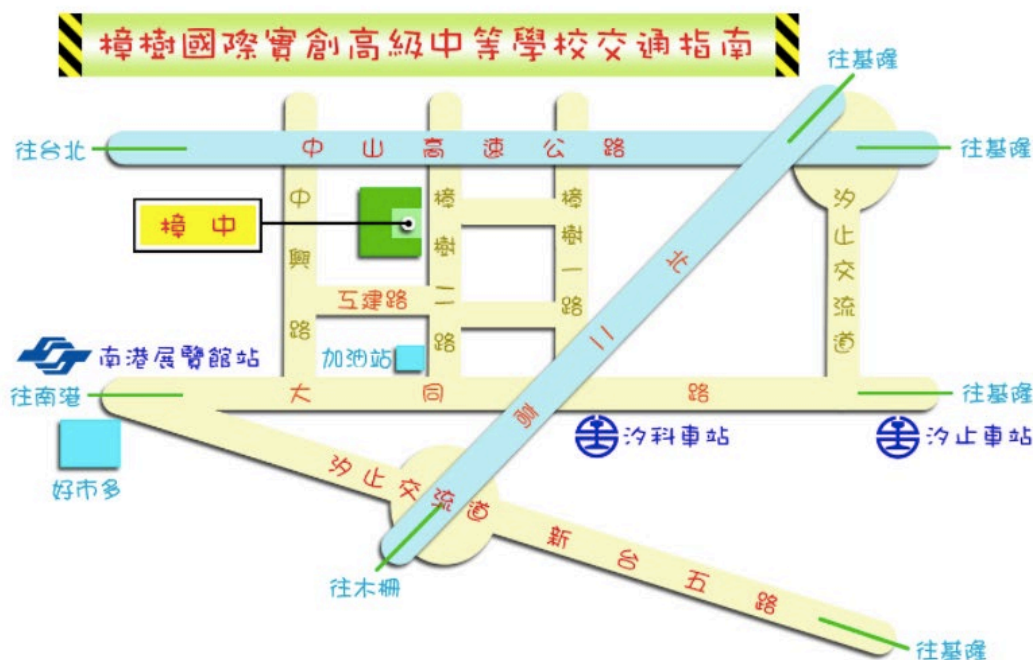 樟樹國際實創高級中等學校交通指南
往基隆
往台北
中山高速公路
往基隆
樟中
中興路
樟樹二路
樟樹一路
汐止交流道
北二高
互建路
南港展覽館站
加油站
往南港
大同路
往基隆
汐科車站
汐止車站
好市多
汐止交流道
新台五路
往木柵
往基隆